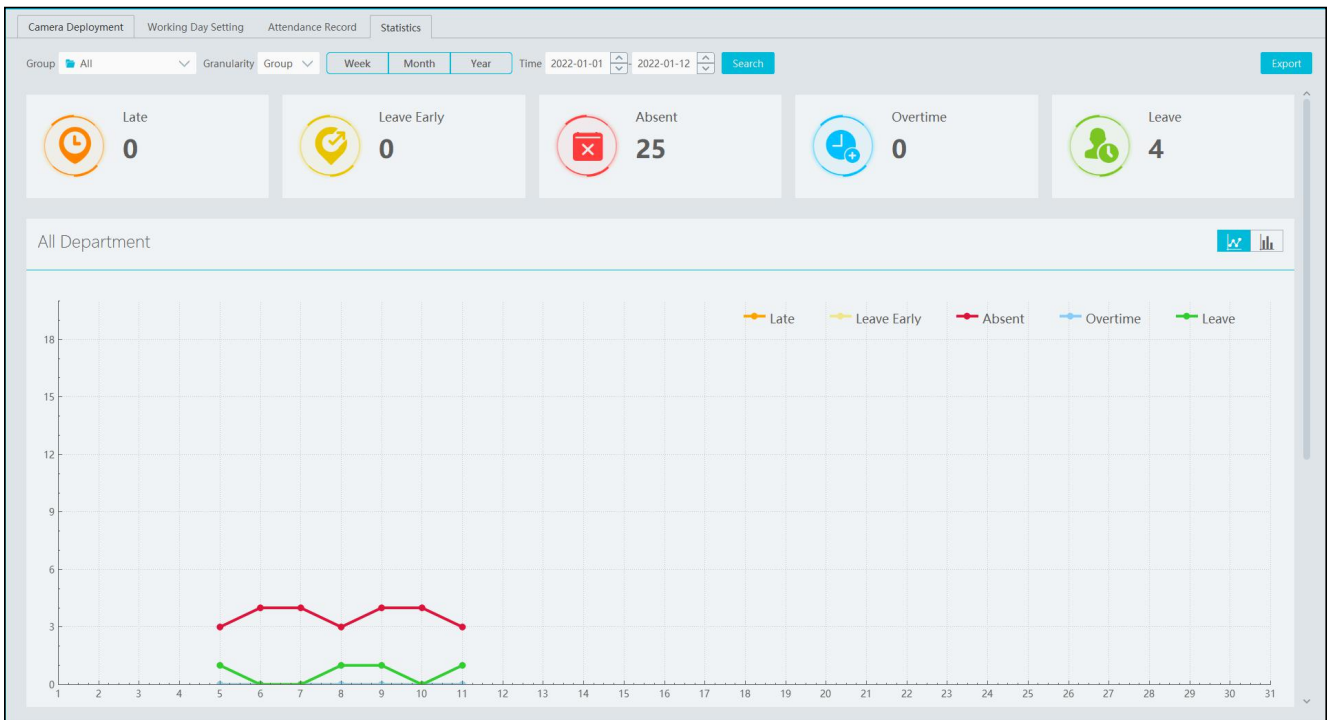 Camera Deployment Working Day Setting Attendance Record Statistics
Group All Granularity Group Week Month Year Time 2022-01-01 - 2022-01-12 Search Export
Late Leave Early Absent Overtime Leave
0 0 25 0 4
All Department
Late Leave Early Absent Overtime Leave
18
15
12
9
6
3
0
1 2 3 4 5 6 7 8 9 10 11 12 13 14 15 16 17 18 19 20 21 22 23 24 25 26 27 28 29 30 31